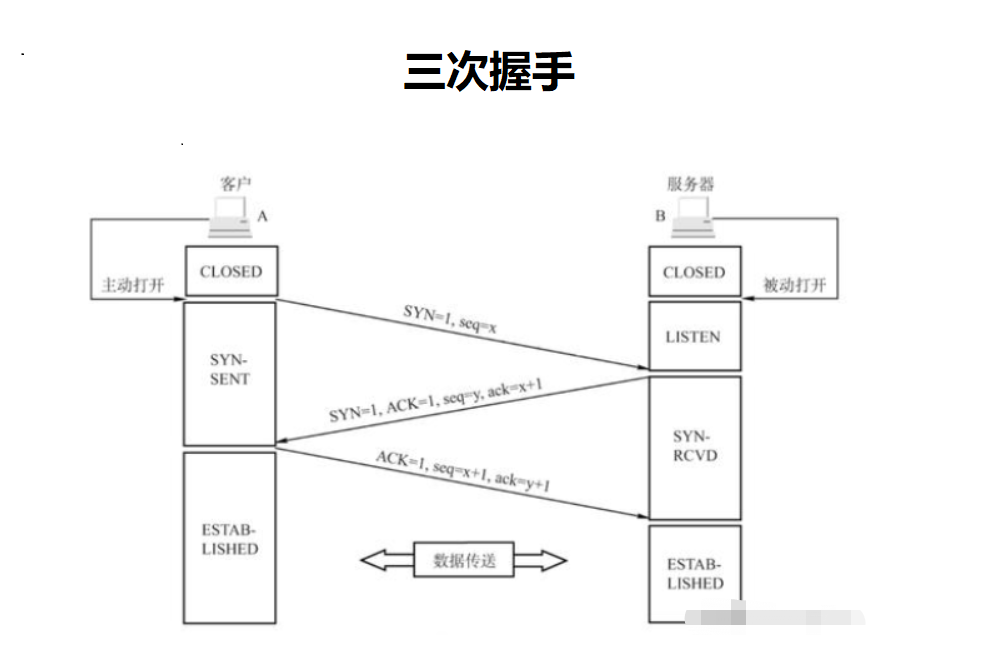 三次握手
客户
服务器
A
B
CLOSED
CLOSED
主动打开
被动打开
SYN=1, seq=x
LISTEN
SYN-
SENT
SYN=1, ACK=1, seq=y, ack=x+1
SYN-
RCVD
ACK=1, seq=x+1, ack=y+1
ESTAB-
LISHED
数据传送
ESTAB-
LISHED